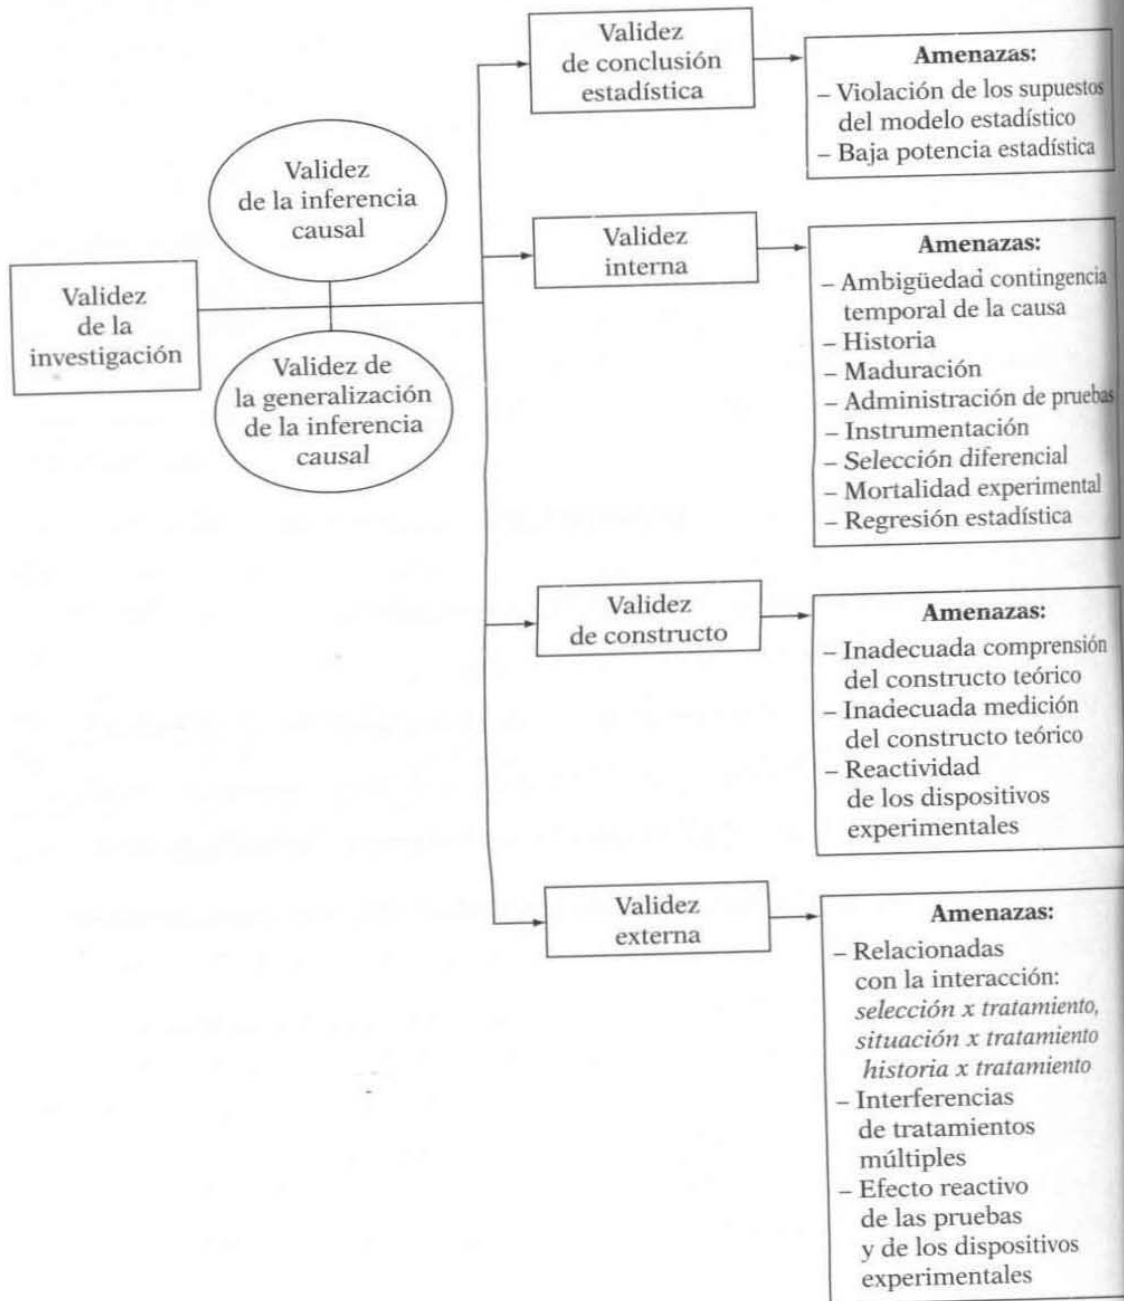 Validez
de la
investigación
Validez
de la inferencia
causal
Validez de
la generalización
de la inferencia
causal
Validez
de conclusión
estadística
Amenazas:
– Violación de los supuestos
del modelo estadístico
– Baja potencia estadística
Validez
interna
Amenazas:
– Ambigüedad contingencia
temporal de la causa
– Historia
– Maduración
– Administración de pruebas
– Instrumentación
– Selección diferencial
– Mortalidad experimental
– Regresión estadística
Validez
de constructo
Amenazas:
– Inadecuada comprensión
del constructo teórico
– Inadecuada medición
del constructo teórico
– Reactividad
de los dispositivos
experimentales
Validez
externa
Amenazas:
– Relacionadas
con la interacción:
selección x tratamiento,
situación x tratamiento
historia x tratamiento
– Interferencias
de tratamientos
múltiples
– Efecto reactivo
de las pruebas
y de los dispositivos
experimentales